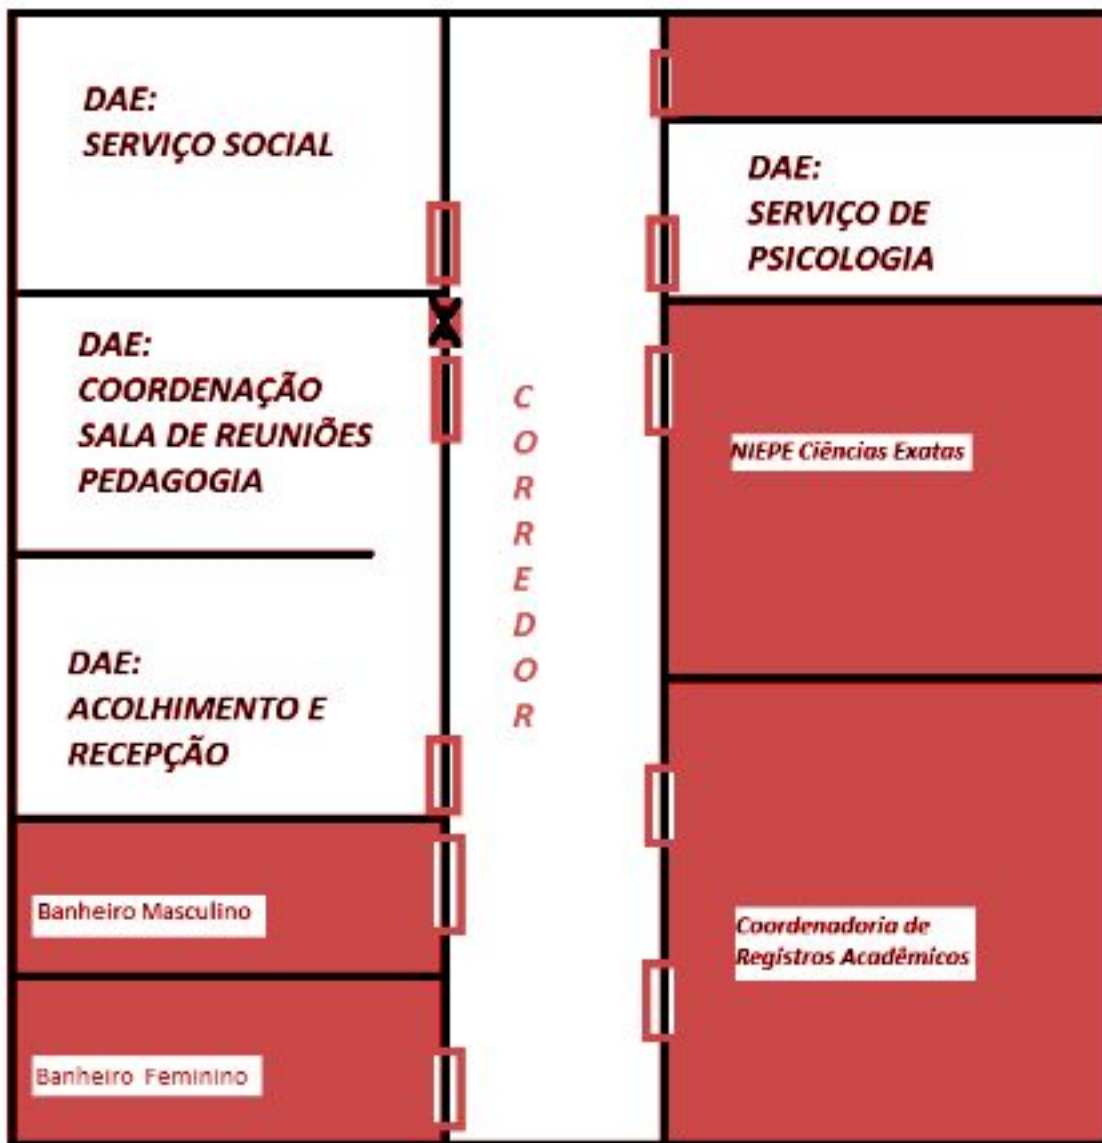 DAE:
SERVIÇO SOCIAL
DAE:
COORDENAÇÃO
SALA DE REUNIÕES
PEDAGOGIA
DAE:
ACOLHIMENTO E
RECEPÇÃO
Banheiro Masculino
Banheiro Feminino
X
C
O
R
R
E
D
O
R
DAE:
SERVIÇO DE
PSICOLOGIA
NIEPE Ciências Exatas
Coordenadoria de
Registros Acadêmicos